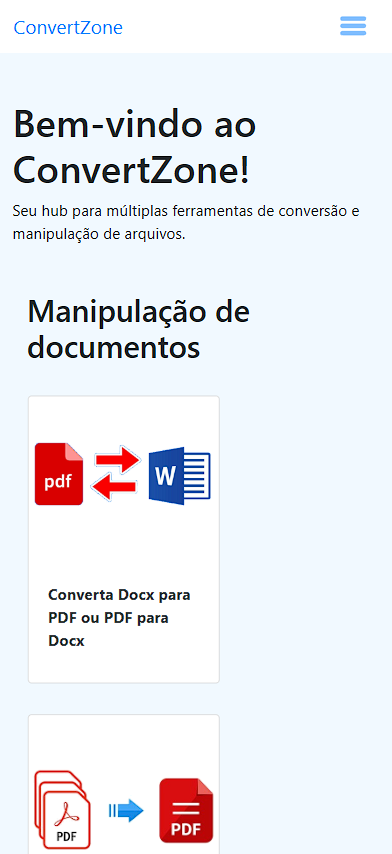 ConvertZone
Bem-vindo ao
ConvertZone!
Seu hub para múltiplas ferramentas de conversão e
manipulação de arquivos.
Manipulação de
documentos
pdf
W
Converta Docx para
PDF ou PDF para
Docx
PDF
PDF